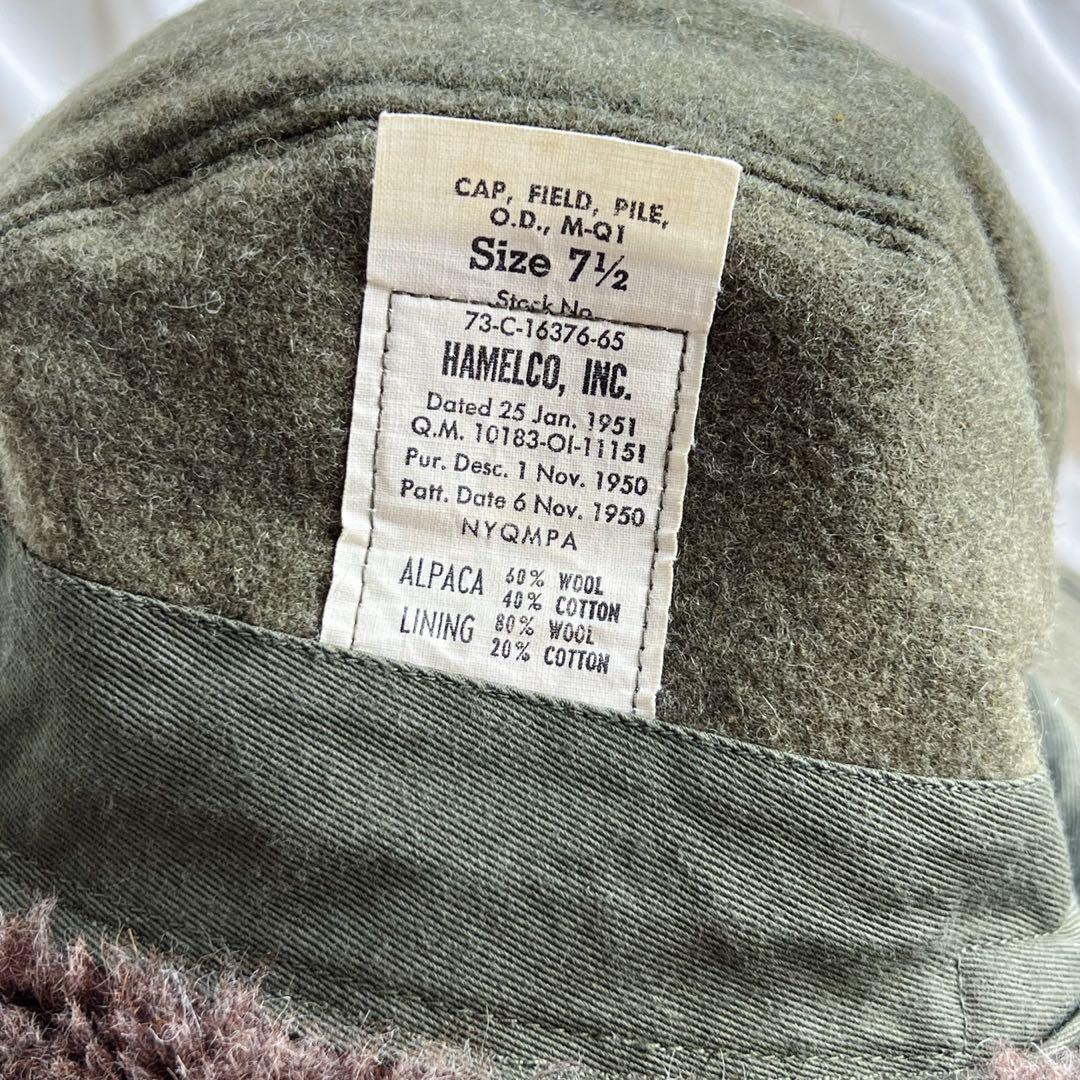 CAP, FIELD, PILE,
O.D., M-Q1
Size 7½
Stock No.
73-C-16376-65
HAMELCO, INC.
Dated 25 Jan. 1951
Q.M. 10183-OI-11151
Pur. Desc. 1 Nov. 1950
Patt. Date 6 Nov. 1950
NYQMPA
ALPACA 60% WOOL
40% COTTON
LINING 80% WOOL
20% COTTON